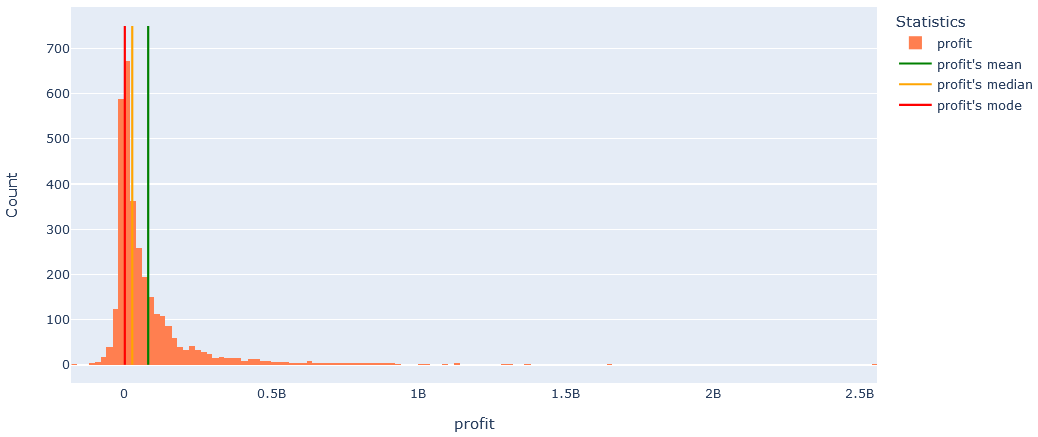 Statistics
profit
profit's mean
profit's median
profit's mode
700
600
500
400
300
200
100
0
Count
0
0.5B
1B
1.5B
2B
2.5B
profit